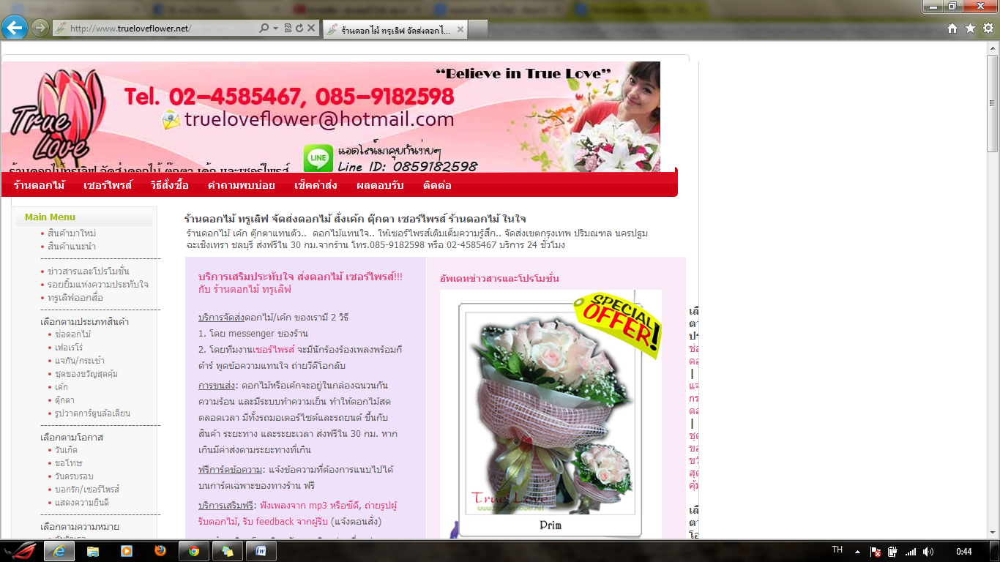 http://www.trueloveflower.net/
ร้านดอกไม้ ทรูเลิฟ จัดส่งดอกไ...
"Believe in True Love"
Tel. 02-4585467, 085-9182598
trueloveflower@hotmail.com
True Love
แอดไลน์มาคุยกันง่ายๆ
LINE
Line ID: 0859182598
ร้านดอกไม้ทรูเลิฟ จัดส่งดอกไม้ ตุ๊กตา เค้ก และเซอร์ไพรส์
ร้านดอกไม้ เซอร์ไพรส์ วิธีสั่งซื้อ คำถามพบบ่อย เช็คค่าส่ง ผลตอบรับ ติดต่อ
Main Menu
สินค้ามาใหม่
สินค้าแนะนำ
ข่าวสารและโปรโมชั่น
รอยยิ้มแห่งความประทับใจ
ทรูเลิฟออกสื่อ
เลือกตามประเภทสินค้า
ช่อดอกไม้
เฟอเรโร่
แจกัน/กระเช้า
ชุดของขวัญสุดคุ้ม
เค้ก
ตุ๊กตา
รูปวาดการ์ตูนล้อเลียน
เลือกตามโอกาส
วันเกิด
ขอโทษ
วันครบรอบ
บอกรัก/เซอร์ไพรส์
แสดงความยินดี
เลือกตามความหมาย
ร้านดอกไม้ ทรูเลิฟ จัดส่งดอกไม้ สั่งเค้ก ตุ๊กตา เซอร์ไพรส์ ร้านดอกไม้ ในใจ
ร้านดอกไม้ เค้ก ตุ๊กตาแทนตัว.. ดอกไม้แทนใจ.. ให้เซอร์ไพรส์เติมเต็มความรู้สึก.. จัดส่งเขตกรุงเทพ ปริมณฑล นครปฐม
ฉะเชิงเทรา ชลบุรี ส่งฟรีใน 30 กม.จากร้าน โทร.085-9182598 หรือ 02-4585467 บริการ 24 ชั่วโมง
บริการเสริมประทับใจ ส่งดอกไม้ เซอร์ไพรส์!!!
กับ ร้านดอกไม้ ทรูเลิฟ
บริการจัดส่งดอกไม้/เค้ก ของเรามี 2 วิธี
1. โดย messenger ของร้าน
2. โดยทีมงานเซอร์ไพรส์ จะมีนักร้องร้องเพลงพร้อมกี
ต้าร์ พูดข้อความแทนใจ ถ่ายวีดีโอกลับ
การขนส่ง: ดอกไม้หรือเค้กจะอยู่ในกล่องฉนวนกัน
ความร้อน และมีระบบทำความเย็น ทำให้ดอกไม้สด
ตลอดเวลา มีทั้งรถมอเตอร์ไซต์และรถยนต์ ขึ้นกับ
สินค้า ระยะทาง และระยะเวลา ส่งฟรีใน 30 กม. หาก
เกินมีค่าส่งตามระยะทางที่เกิน
ฟรีการ์ดข้อความ: แจ้งข้อความที่ต้องการแนบไปได้
บนการ์ดเฉพาะของทางร้าน ฟรี
บริการเสริมฟรี: ฟังเพลงจาก mp3 หรือซีดี, ถ่ายรูปผู้
รับดอกไม้, รับ feedback จากผู้รับ (แจ้งตอนสั่ง)
อัพเดทข่าวสารและโปรโมชั่น
SPECIAL
OFFER!
True Love
www.trueloveflower.net
Prim
เลื
ตา
ปร
ช่อ
ดอ
|
แจ
กร
ดอ
|
ชุด
ขอ
ขวั
สุด
คุ้ม
เลื
ตา
โอ
TH
0:44